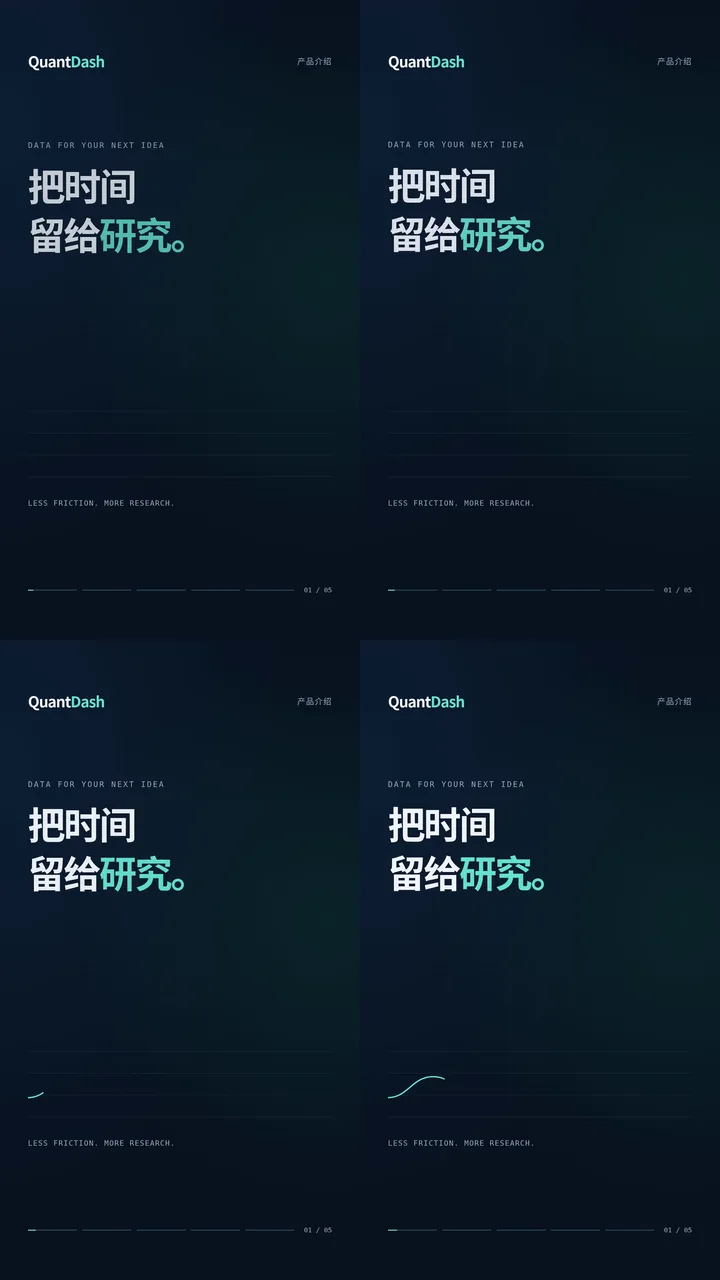 QuantDash
产品介绍
DATA FOR YOUR NEXT IDEA
把时间
留给研究。
LESS FRICTION. MORE RESEARCH.
01 / 05
QuantDash
产品介绍
DATA FOR YOUR NEXT IDEA
把时间
留给研究。
LESS FRICTION. MORE RESEARCH.
01 / 05
QuantDash
产品介绍
DATA FOR YOUR NEXT IDEA
把时间
留给研究。
LESS FRICTION. MORE RESEARCH.
01 / 05
QuantDash
产品介绍
DATA FOR YOUR NEXT IDEA
把时间
留给研究。
LESS FRICTION. MORE RESEARCH.
01 / 05